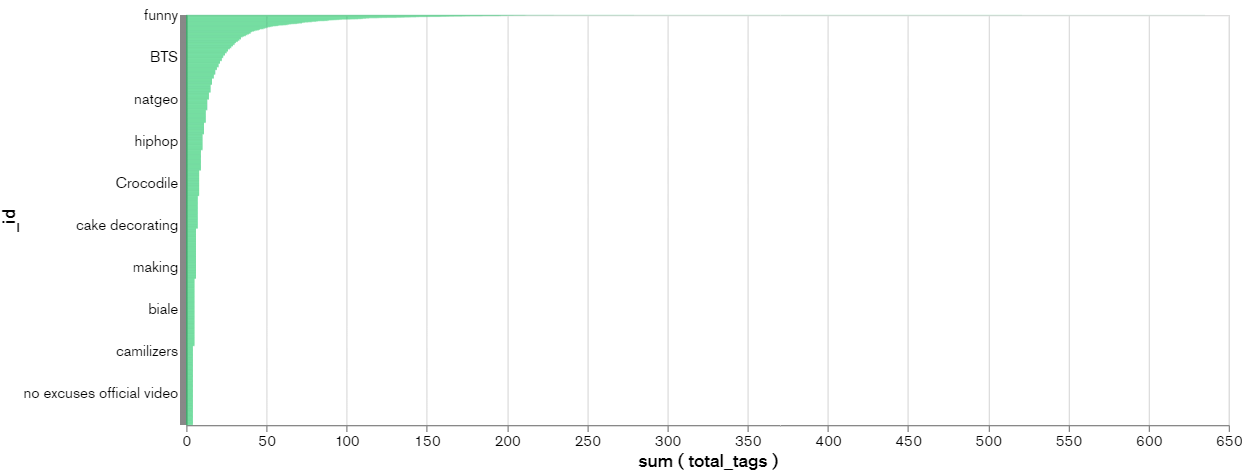 funny
BTS
natgeo
hiphop
Crocodile
cake decorating
making
biale
camilizers
no excuses official video
_id
0 50 100 150 200 250 300 350 400 450 500 550 600 650
sum ( total_tags )